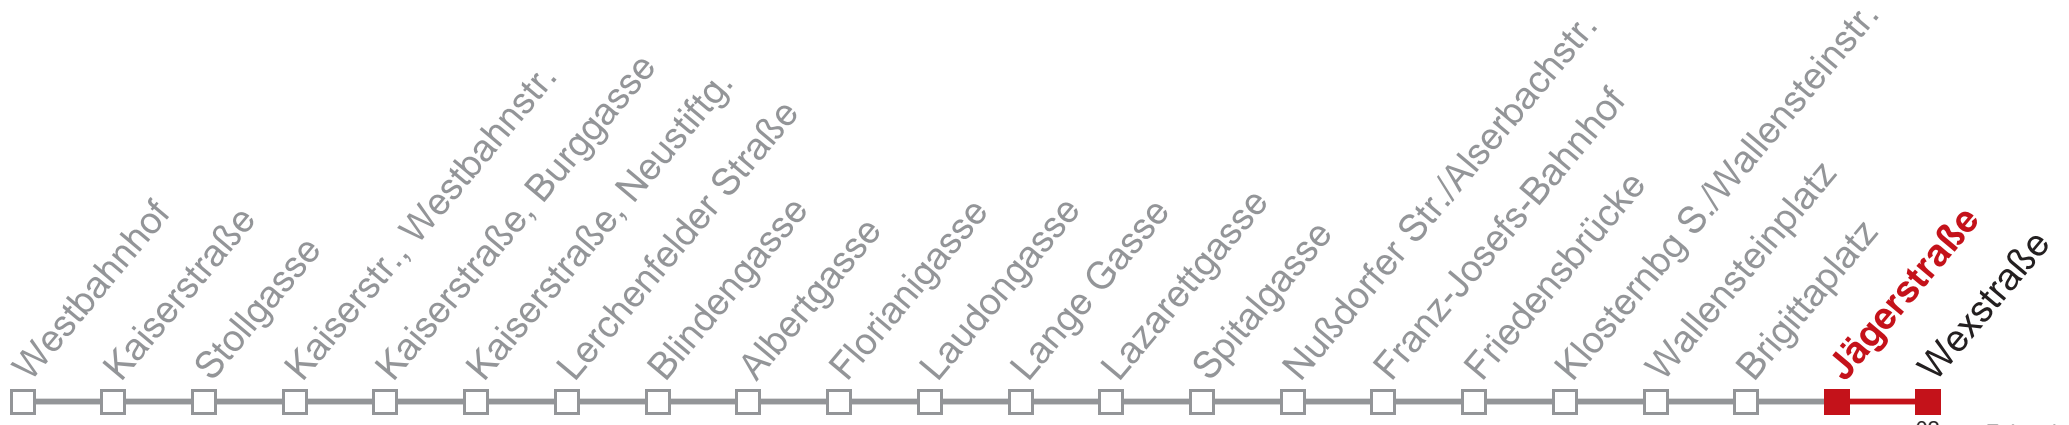 Westbahnhof
Kaiserstraße
Stollgasse
Kaiserstr., Westbahnstr.
Kaiserstraße, Burggasse
Kaiserstraße, Neustiftg.
Lerchenfelder Straße
Blindengasse
Albertgasse
Florianigasse
Laudongasse
Lange Gasse
Lazarettgasse
Spitalgasse
Nußdorfer Str./Alserbachstr.
Franz-Josefs-Bahnhof
Friedensbrücke
Klosternbg S./Wallensteinstr.
Wallensteinplatz
Brigittaplatz
Jägerstraße
Wexstraße